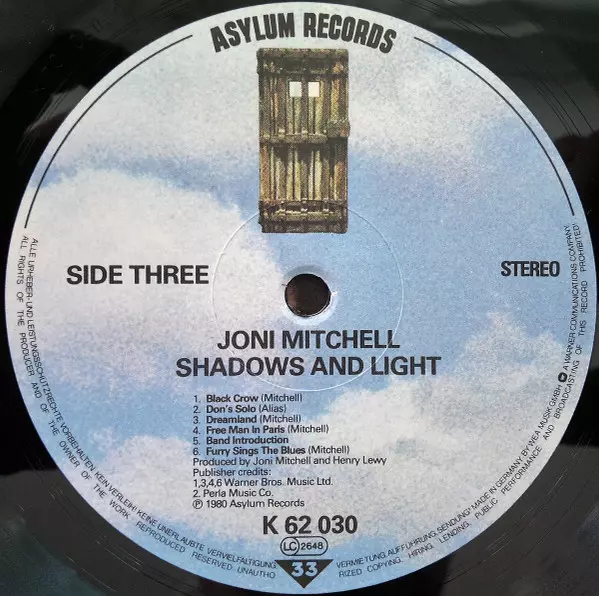 ASYLUM RECORDS
SIDE THREE
STEREO
JONI MITCHELL
SHADOWS AND LIGHT
1. Black Crow (Mitchell)
2. Don's Solo (Alias)
3. Dreamland (Mitchell)
4. Free Man In Paris (Mitchell)
5. Band Introduction
6. Furry Sings The Blues (Mitchell)
Produced by Joni Mitchell and Henry Lewy
Publisher credits:
1,3,4,6 Warner Bros. Music Ltd.
2. Perla Music Co.
℗ 1980 Asylum Records
K 62 030
LC 2646
33
ALLE URHEBER- UND LEISTUNGSSCHUTZRECHTE VORBEHALTEN. KEIN VERLEIH! KEINE UNERLAUBTE VERVIELFÄLTIGUNG, VERMIETUNG, AUFFÜHRUNG, SENDUNG! MADE IN GERMANY BY WEA MUSIK GMBH A WARNER COMMUNICATIONS COMPANY.
ALL RIGHTS OF THE PRODUCER AND OF THE OWNER OF THE WORK REPRODUCED RESERVED. UNAUTHO RIZED COPYING, HIRING, LENDING, PUBLIC PERFORMANCE AND BROADCASTING OF THIS RECORD PROHIBITED!